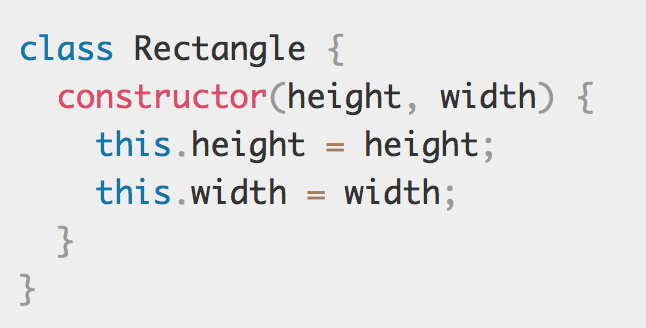 class Rectangle {
  constructor(height, width) {
    this.height = height;
    this.width = width;
  }
}